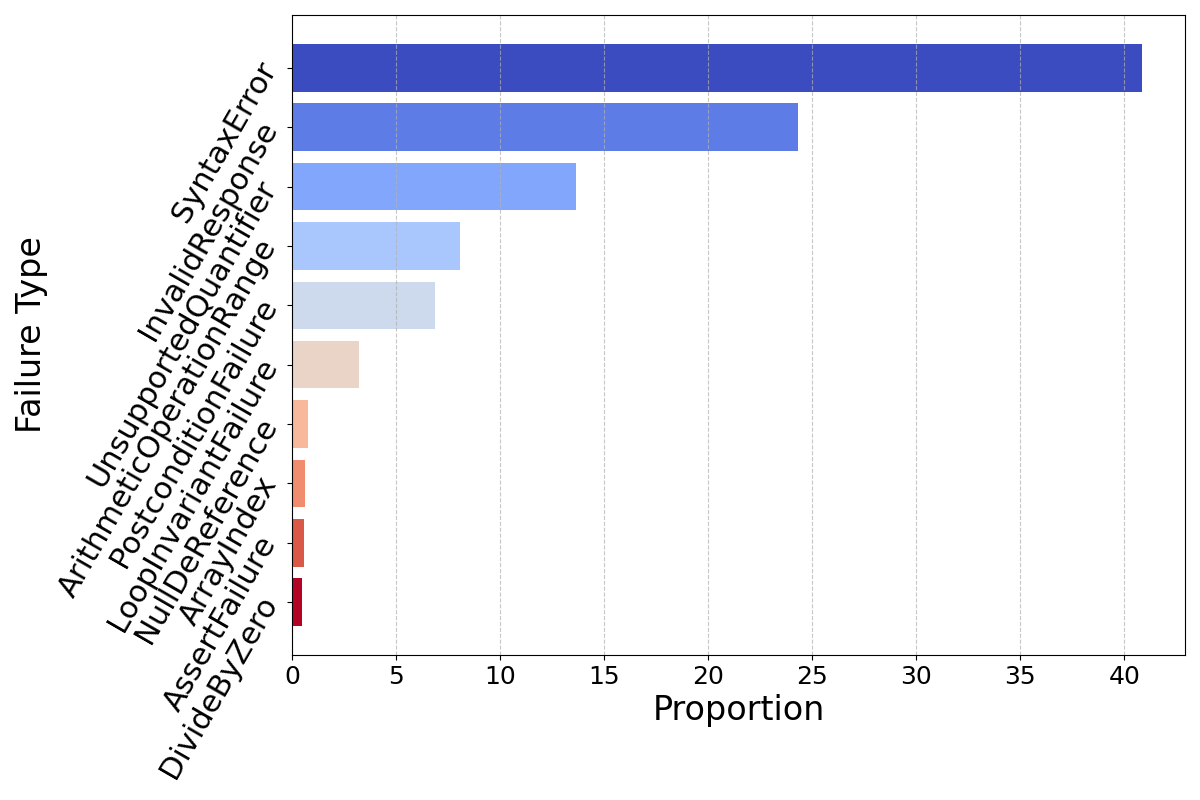 Failure Type
SyntaxError
InvalidResponse
UnsupportedQuantifier
ArithmeticOperationRange
PostconditionFailure
LoopInvariantFailure
NullDeReference
ArrayIndex
AssertFailure
DivideByZero
0 5 10 15 20 25 30 35 40
Proportion